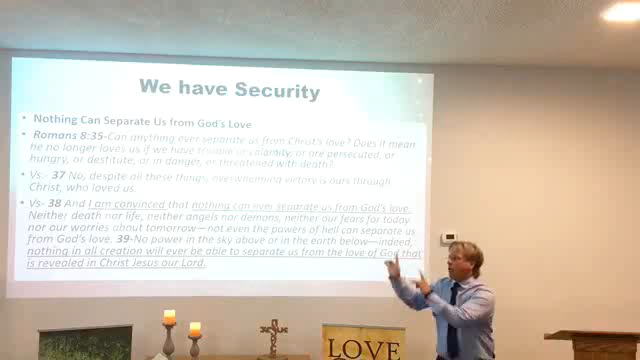 We have Security
• Nothing Can Separate Us from God's Love
• Romans 8:35-Can anything ever separate us from Christ's love? Does it mean
he no longer loves us if we have trouble or calamity, or are persecuted, or
hungry, or destitute, or in danger, or threatened with death?
• Vs.- 37 No, despite all these things, overwhelming victory is ours through
Christ, who loved us.
• Vs- 38 And I am convinced that nothing can ever separate us from God's love.
Neither death nor life, neither angels nor demons, neither our fears for today
nor our worries about tomorrow—not even the powers of hell can separate us
from God's love. 39-No power in the sky above or in the earth below—indeed,
nothing in all creation will ever be able to separate us from the love of God that
is revealed in Christ Jesus our Lord.
LOVE